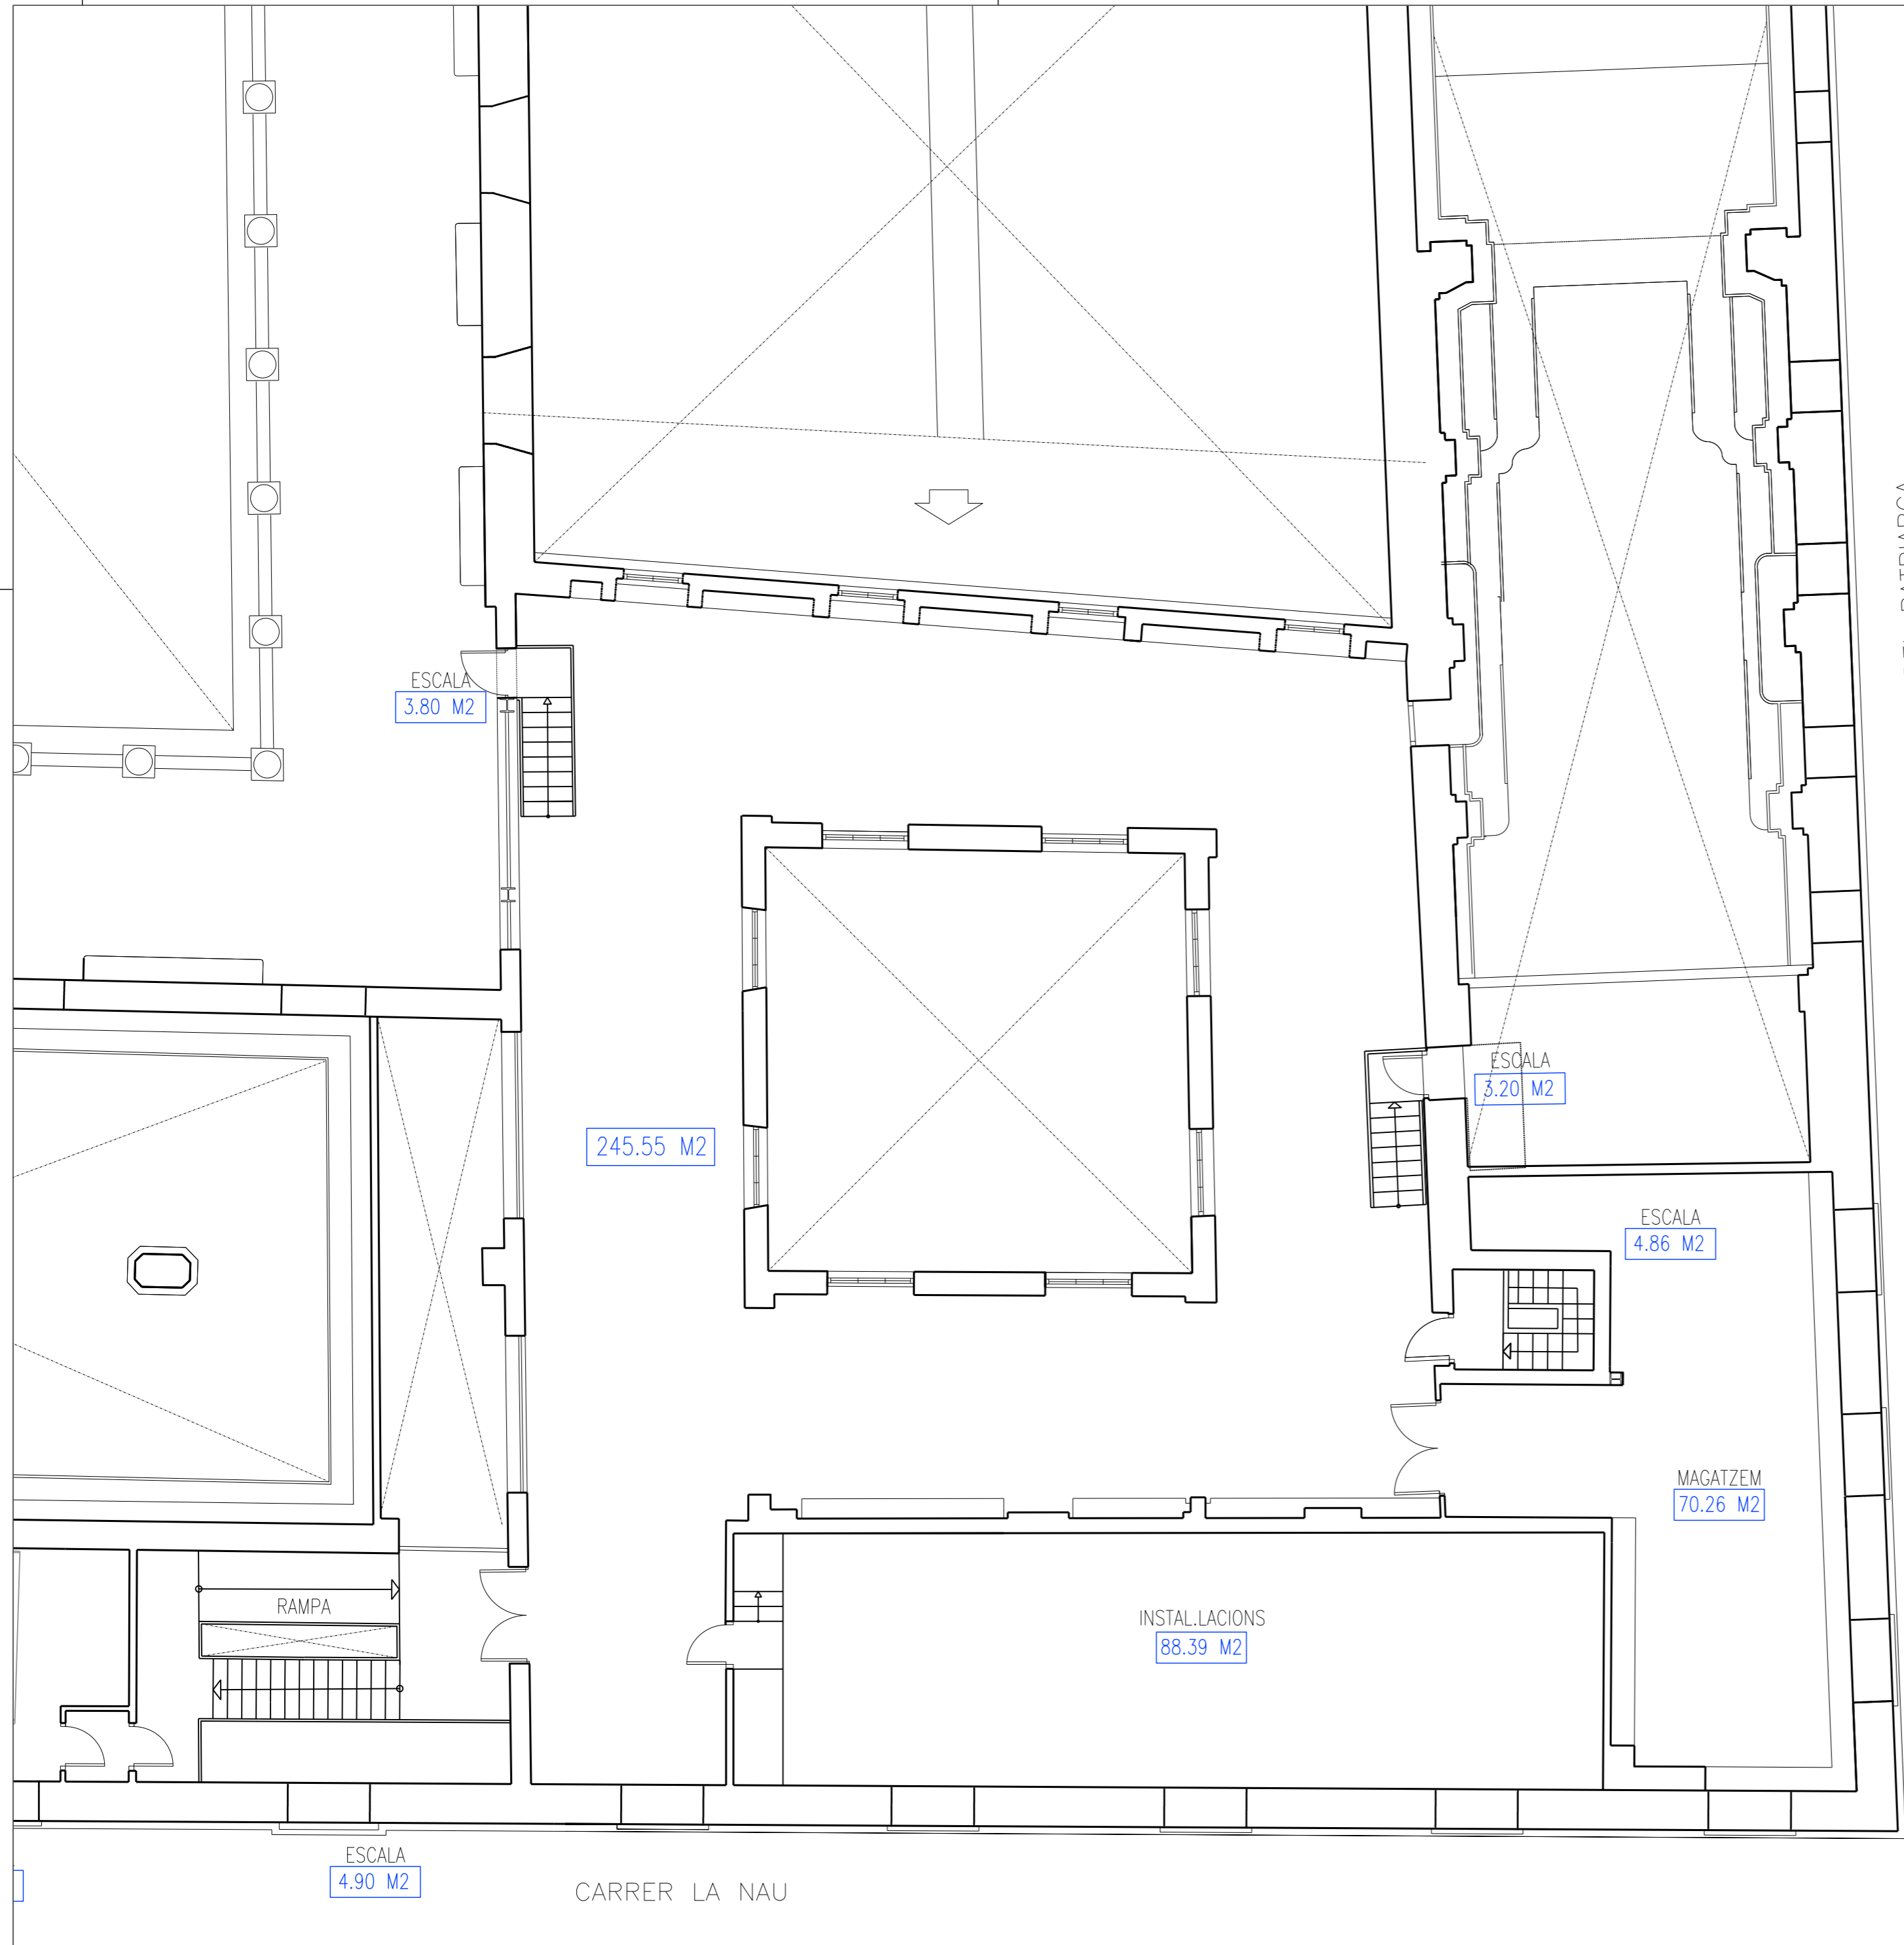 ESCALA
3.80 M2
ESCALA
3.20 M2
245.55 M2
ESCALA
4.86 M2
MAGATZEM
70.26 M2
RAMPA
INSTAL.LACIONS
88.39 M2
ESCALA
4.90 M2
CARRER LA NAU